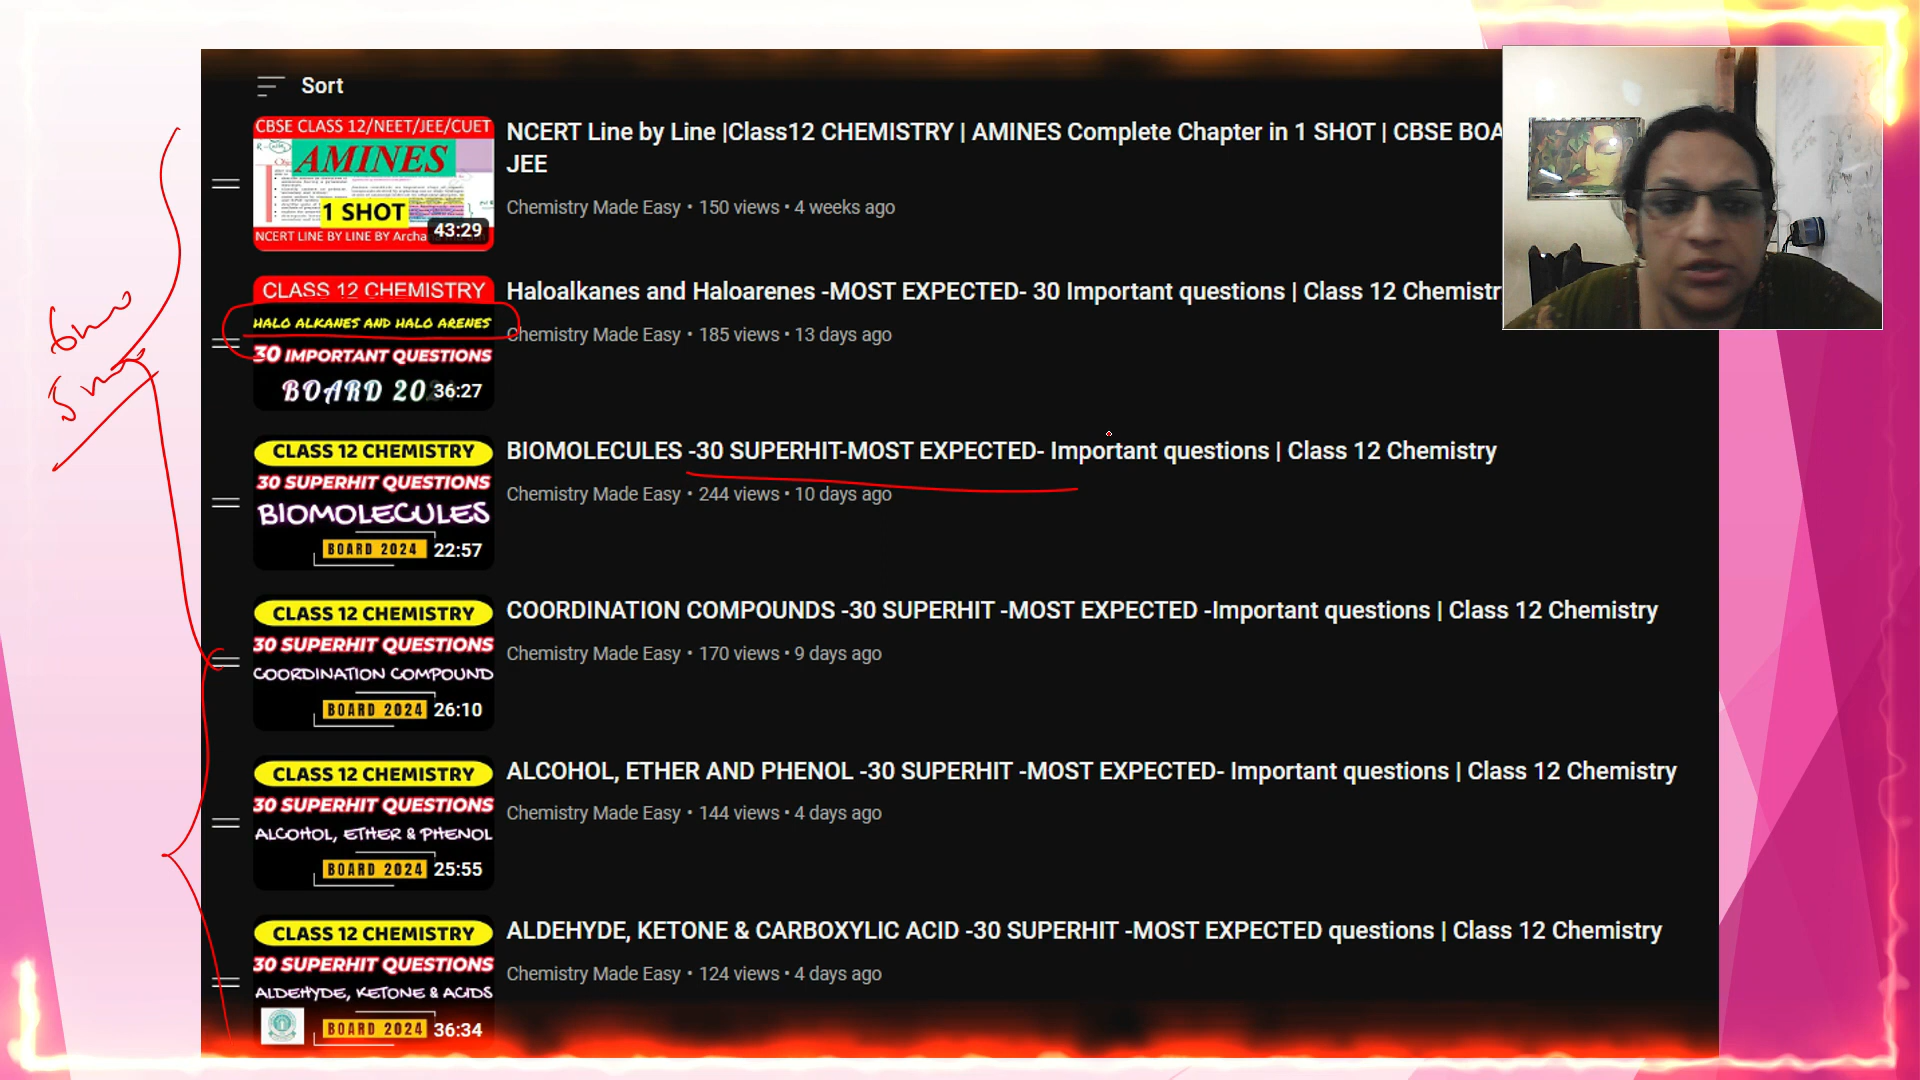 Sort
CBSE CLASS 12/NEET/JEE/CUET
AMINES
1 SHOT
43:29
NCERT LINE BY LINE BY Archa
NCERT Line by Line |Class12 CHEMISTRY | AMINES Complete Chapter in 1 SHOT | CBSE BOA
JEE
Chemistry Made Easy • 150 views • 4 weeks ago
CLASS 12 CHEMISTRY
HALO ALKANES AND HALO ARENES
30 IMPORTANT QUESTIONS
BOARD 20
36:27
Haloalkanes and Haloarenes -MOST EXPECTED- 30 Important questions | Class 12 Chemistr
Chemistry Made Easy • 185 views • 13 days ago
CLASS 12 CHEMISTRY
30 SUPERHIT QUESTIONS
BIOMOLECULES
BOARD 2024
22:57
BIOMOLECULES -30 SUPERHIT-MOST EXPECTED- Important questions | Class 12 Chemistry
Chemistry Made Easy • 244 views • 10 days ago
CLASS 12 CHEMISTRY
30 SUPERHIT QUESTIONS
COORDINATION COMPOUND
BOARD 2024
26:10
COORDINATION COMPOUNDS -30 SUPERHIT -MOST EXPECTED -Important questions | Class 12 Chemistry
Chemistry Made Easy • 170 views • 9 days ago
CLASS 12 CHEMISTRY
30 SUPERHIT QUESTIONS
ALCOHOL, ETHER & PHENOL
BOARD 2024
25:55
ALCOHOL, ETHER AND PHENOL -30 SUPERHIT -MOST EXPECTED- Important questions | Class 12 Chemistry
Chemistry Made Easy • 144 views • 4 days ago
CLASS 12 CHEMISTRY
30 SUPERHIT QUESTIONS
ALDEHYDE, KETONE & ACIDS
BOARD 2024
36:34
ALDEHYDE, KETONE & CARBOXYLIC ACID -30 SUPERHIT -MOST EXPECTED questions | Class 12 Chemistry
Chemistry Made Easy • 124 views • 4 days ago